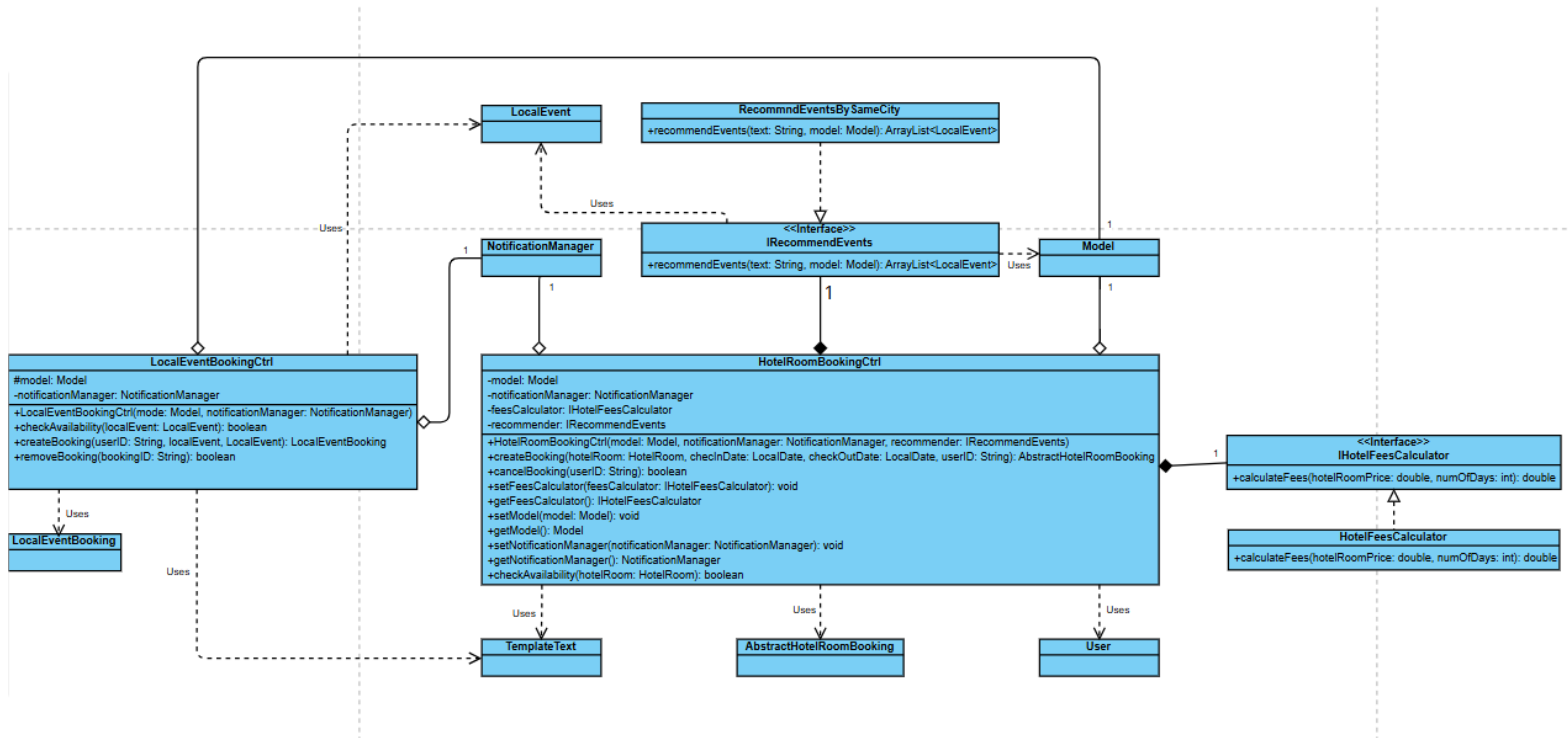 LocalEvent
RecommndEventsBySameCity
+recommendEvents(text: String, model: Model): ArrayList<LocalEvent>
Uses
Uses
<<Interface>>
IRecommendEvents
+recommendEvents(text: String, model: Model): ArrayList<LocalEvent>
Uses
1
NotificationManager
1
1
Model
1
1
1
LocalEventBookingCtrl
#model: Model
-notificationManager: NotificationManager
+LocalEventBookingCtrl(mode: Model, notificationManager: NotificationManager)
+checkAvailability(localEvent: LocalEvent): boolean
+createBooking(userID: String, localEvent, LocalEvent): LocalEventBooking
+removeBooking(bookingID: String): boolean
HotelRoomBookingCtrl
-model: Model
-notificationManager: NotificationManager
-feesCalculator: IHotelFeesCalculator
-recommender: IRecommendEvents
+HotelRoomBookingCtrl(model: Model, notificationManager: NotificationManager, recommender: IRecommendEvents)
+createBooking(hotelRoom: HotelRoom, checInDate: LocalDate, checkOutDate: LocalDate, userID: String): AbstractHotelRoomBooking
+cancelBooking(userID: String): boolean
+setFeesCalculator(feesCalculator: IHotelFeesCalculator): void
+getFeesCalculator(): IHotelFeesCalculator
+setModel(model: Model): void
+getModel(): Model
+setNotificationManager(notificationManager: NotificationManager): void
+getNotificationManager(): NotificationManager
+checkAvailability(hotelRoom: HotelRoom): boolean
1
<<Interface>>
IHotelFeesCalculator
+calculateFees(hotelRoomPrice: double, numOfDays: int): double
HotelFeesCalculator
+calculateFees(hotelRoomPrice: double, numOfDays: int): double
Uses
LocalEventBooking
Uses
Uses
Uses
Uses
TemplateText
AbstractHotelRoomBooking
User